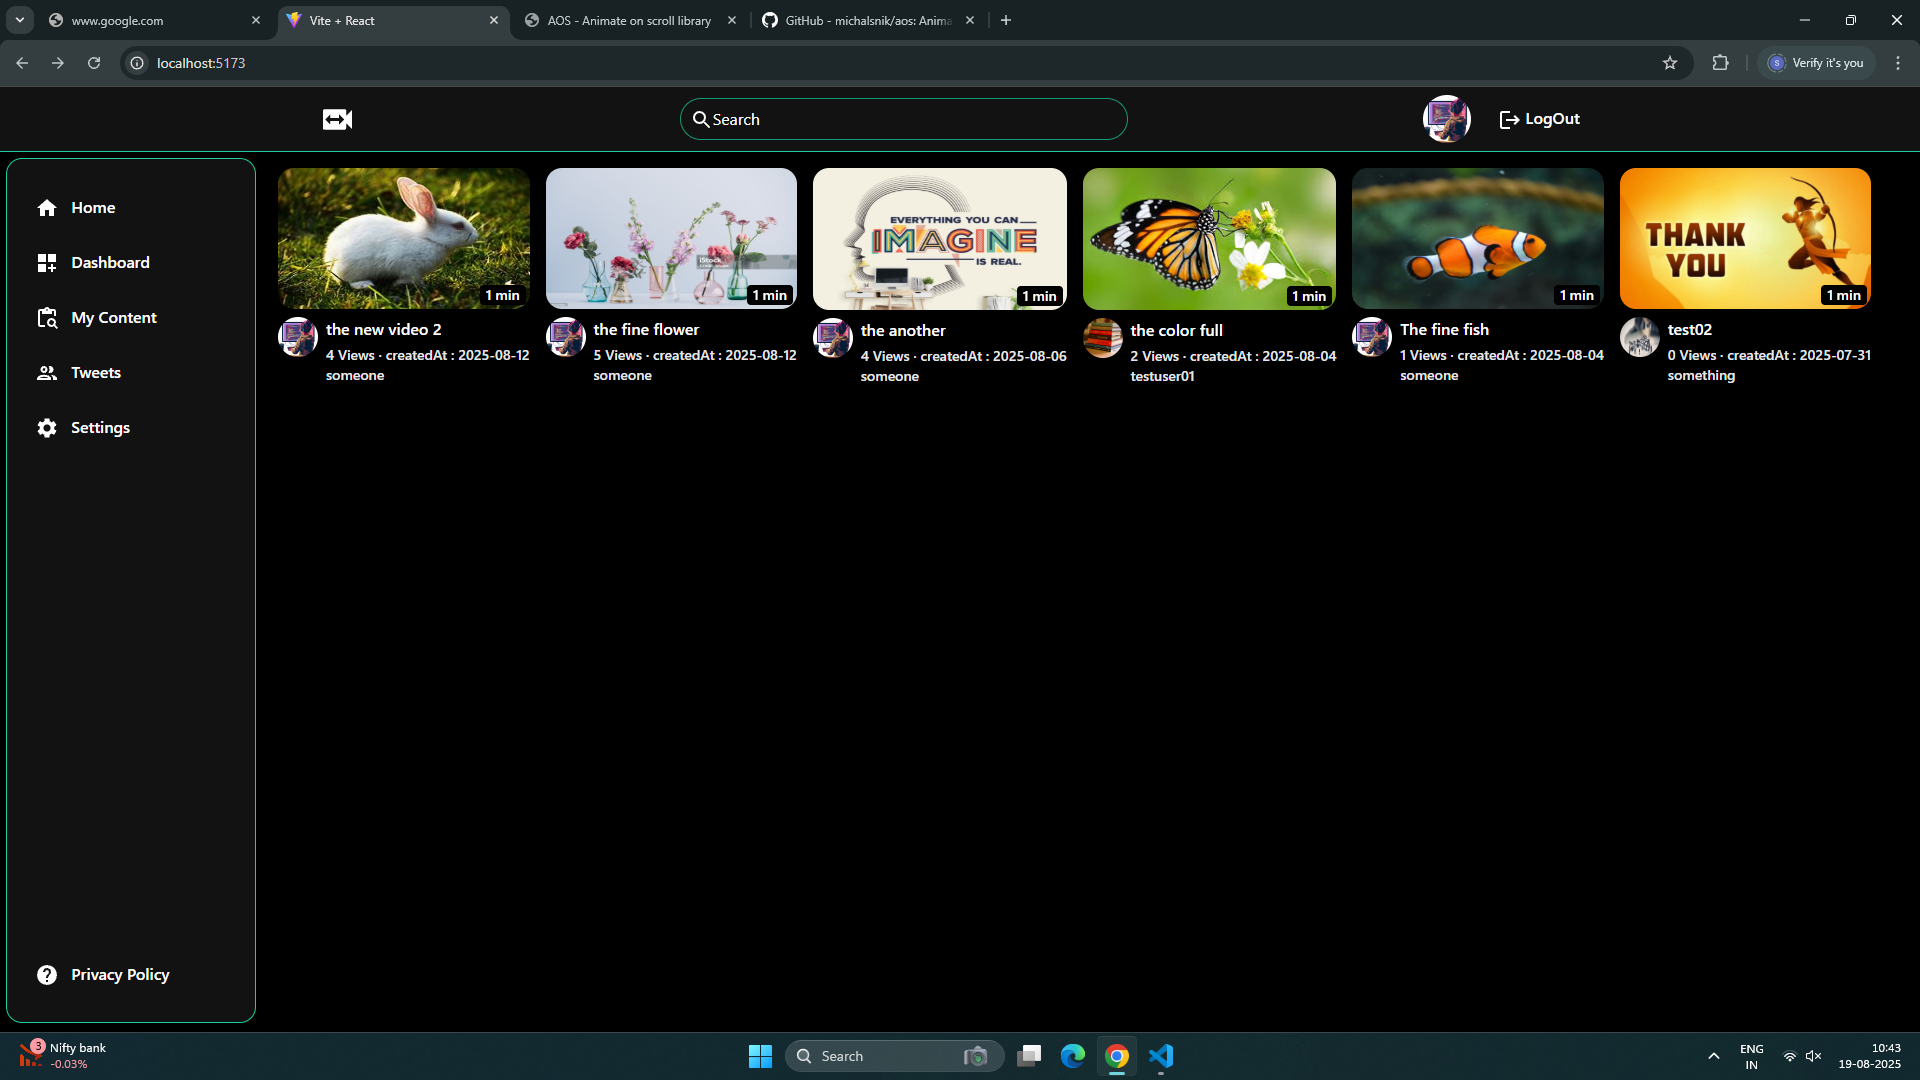 www.google.com
Vite + React
AOS - Animate on scroll library
GitHub - michalsnik/aos: Anima
localhost:5173
S
Verify it's you
Search
LogOut
Home
Dashboard
My Content
Tweets
Settings
Privacy Policy
1 min
the new video 2
4 Views · createdAt : 2025-08-12
someone
iStock
1 min
the fine flower
5 Views · createdAt : 2025-08-12
someone
EVERYTHING YOU CAN
IMAGINE
IS REAL.
1 min
the another
4 Views · createdAt : 2025-08-06
someone
1 min
the color full
2 Views · createdAt : 2025-08-04
testuser01
1 min
The fine fish
1 Views · createdAt : 2025-08-04
someone
THANK
YOU
1 min
test02
0 Views · createdAt : 2025-07-31
something
3
Nifty bank
-0.03%
Search
ENG
IN
10:43
19-08-2025